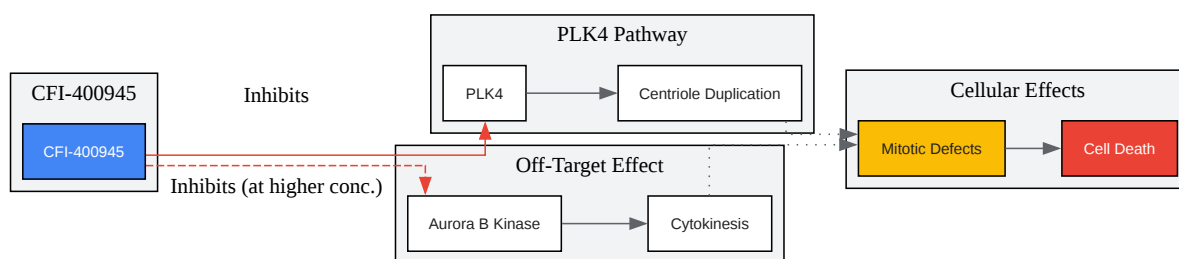 CFI-400945
CFI-400945
Inhibits
Inhibits (at higher conc.)
PLK4 Pathway
PLK4
Centriole Duplication
Off-Target Effect
Aurora B Kinase
Cytokinesis
Cellular Effects
Mitotic Defects
Cell Death